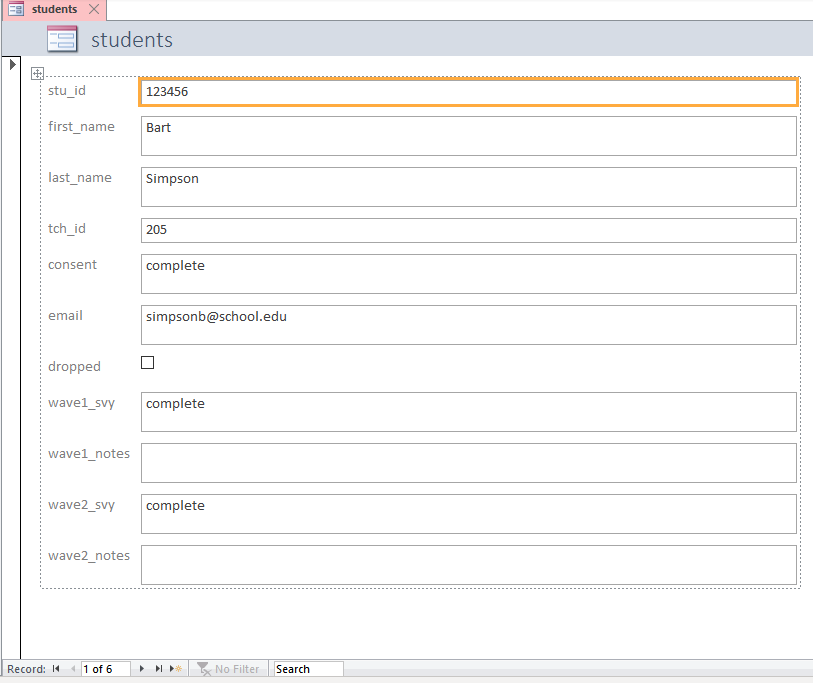 students
students
stu_id 123456
first_name Bart
last_name Simpson
tch_id 205
consent complete
email simpsonb@school.edu
dropped
wave1_svy complete
wave1_notes
wave2_svy complete
wave2_notes
Record: 1 of 6 No Filter Search